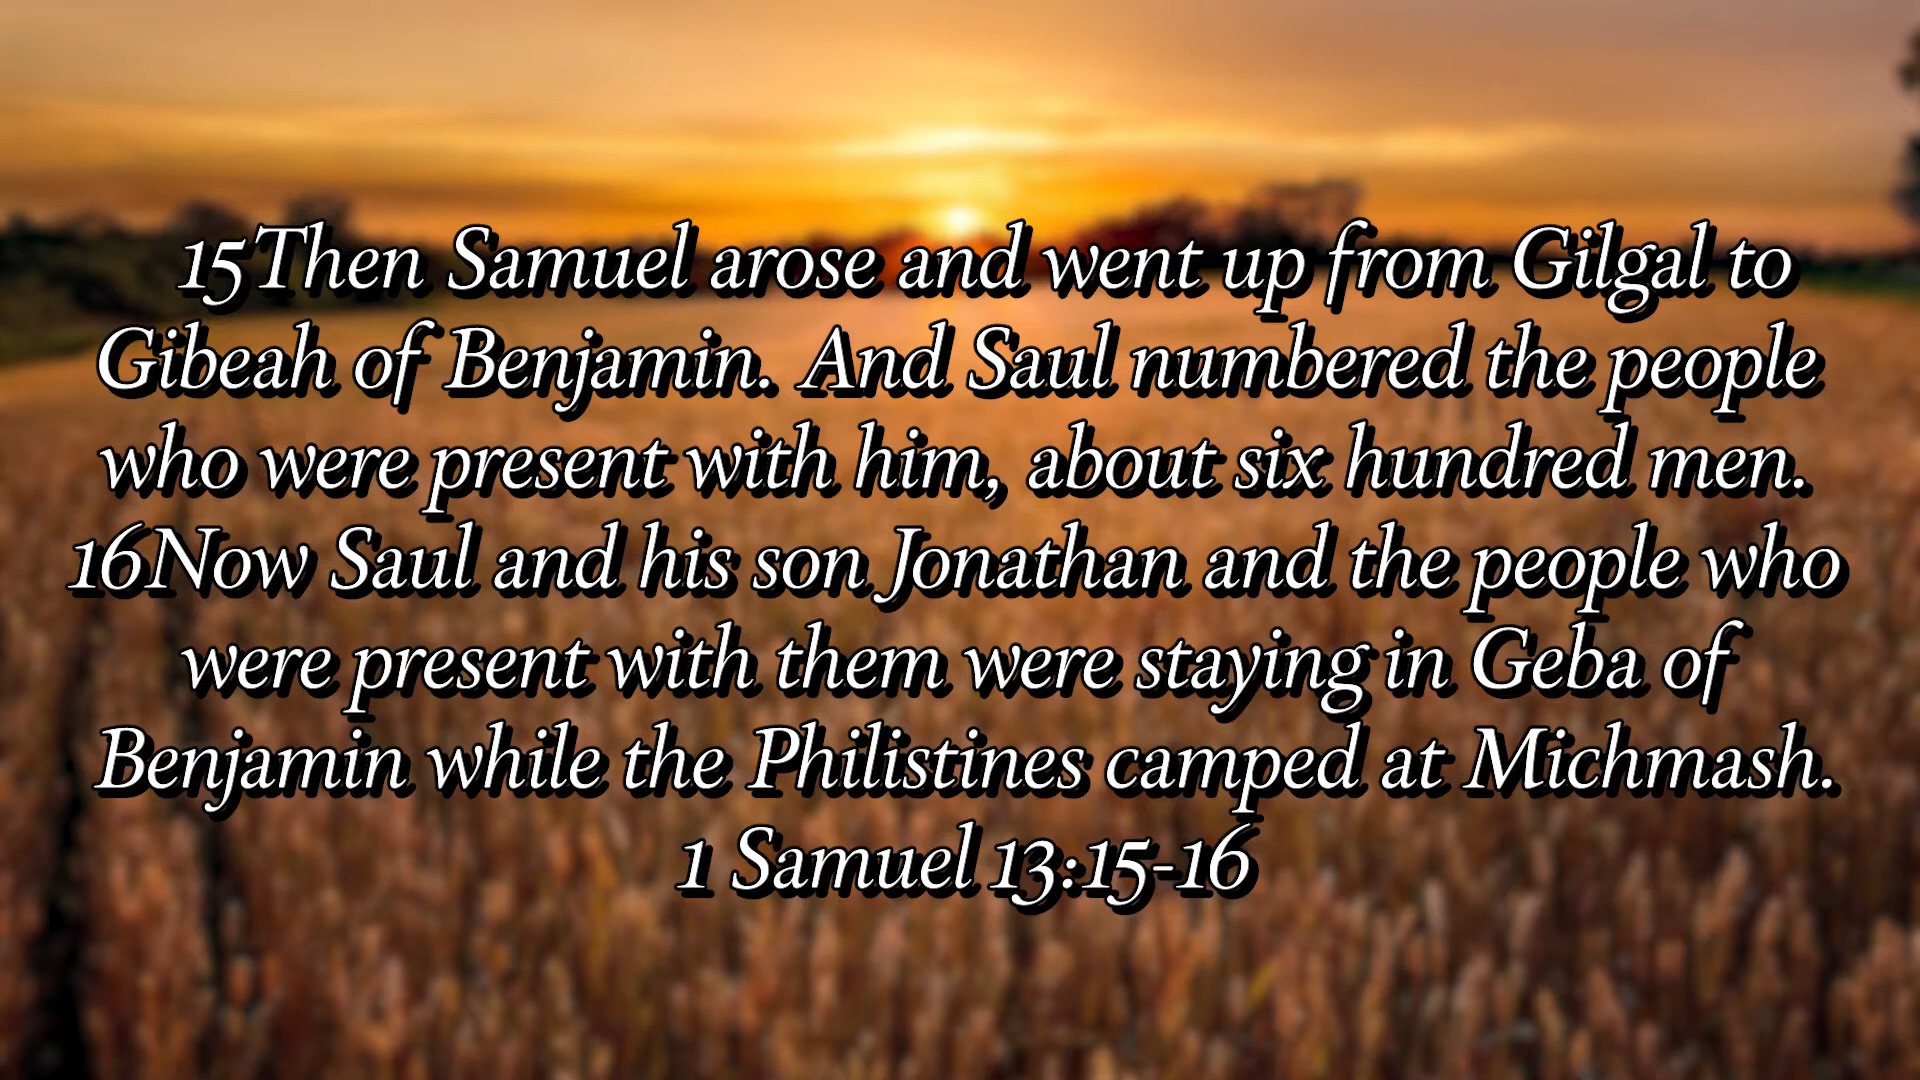 15Then Samuel arose and went up from Gilgal to
Gibeah of Benjamin. And Saul numbered the people
who were present with him, about six hundred men.
16Now Saul and his son Jonathan and the people who
were present with them were staying in Geba of
Benjamin while the Philistines camped at Michmash.
1 Samuel 13:15-16